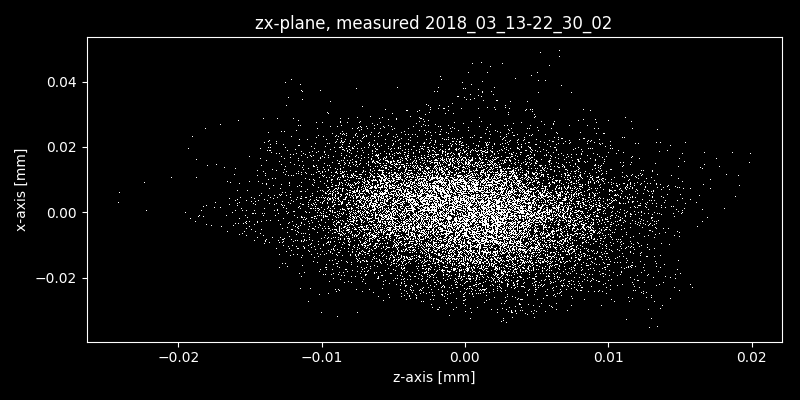 zx-plane, measured 2018_03_13-22_30_02
0.04
0.02
0.00
−0.02
x-axis [mm]
−0.02 −0.01 0.00 0.01 0.02
z-axis [mm]